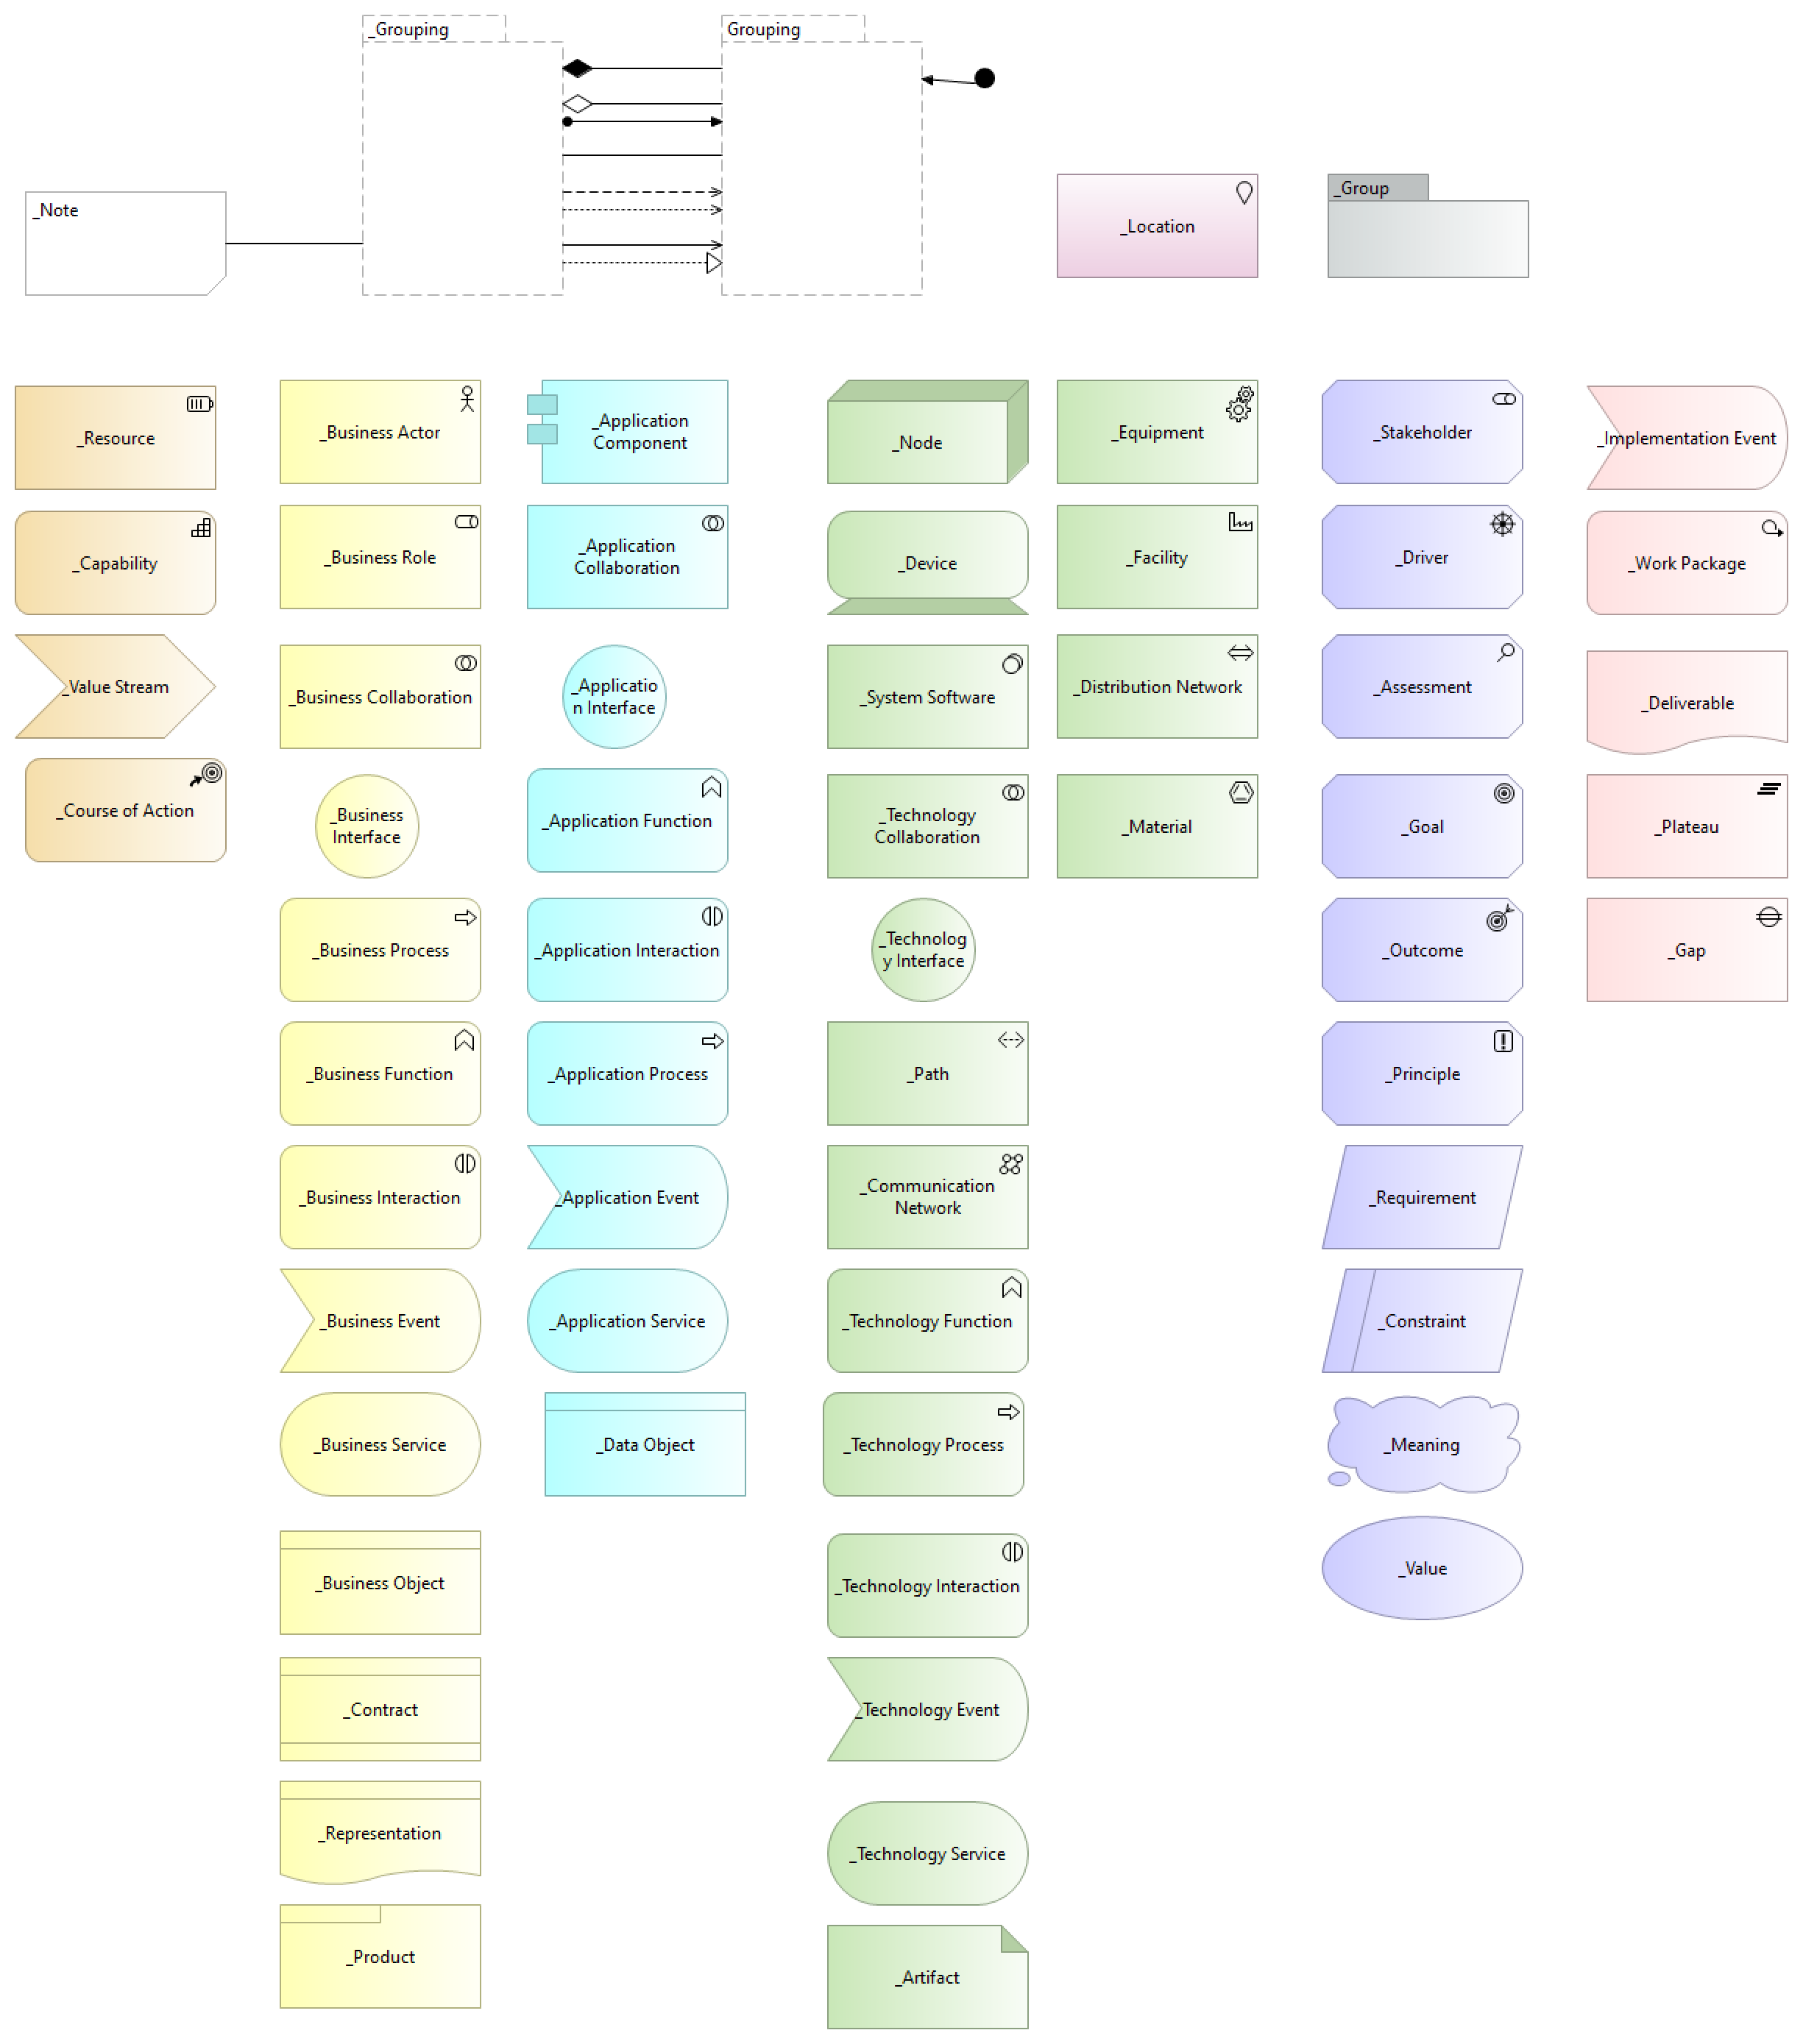 _Grouping
Grouping
_Note
_Location
_Group
_Resource
_Capability
_Value Stream
_Course of Action
_Business Actor
_Business Role
_Business Collaboration
_Business
Interface
_Business Process
_Business Function
_Business Interaction
_Business Event
_Business Service
_Business Object
_Contract
_Representation
_Product
_Application
Component
_Application
Collaboration
_Applicatio
n Interface
_Application Function
_Application Interaction
_Application Process
_Application Event
_Application Service
_Data Object
_Node
_Device
_System Software
_Technology
Collaboration
_Technolog
y Interface
_Path
_Communication
Network
_Technology Function
_Technology Process
_Technology Interaction
_Technology Event
_Technology Service
_Artifact
_Equipment
_Facility
_Distribution Network
_Material
_Stakeholder
_Driver
_Assessment
_Goal
_Outcome
_Principle
_Requirement
_Constraint
_Meaning
_Value
_Implementation Event
_Work Package
_Deliverable
_Plateau
_Gap